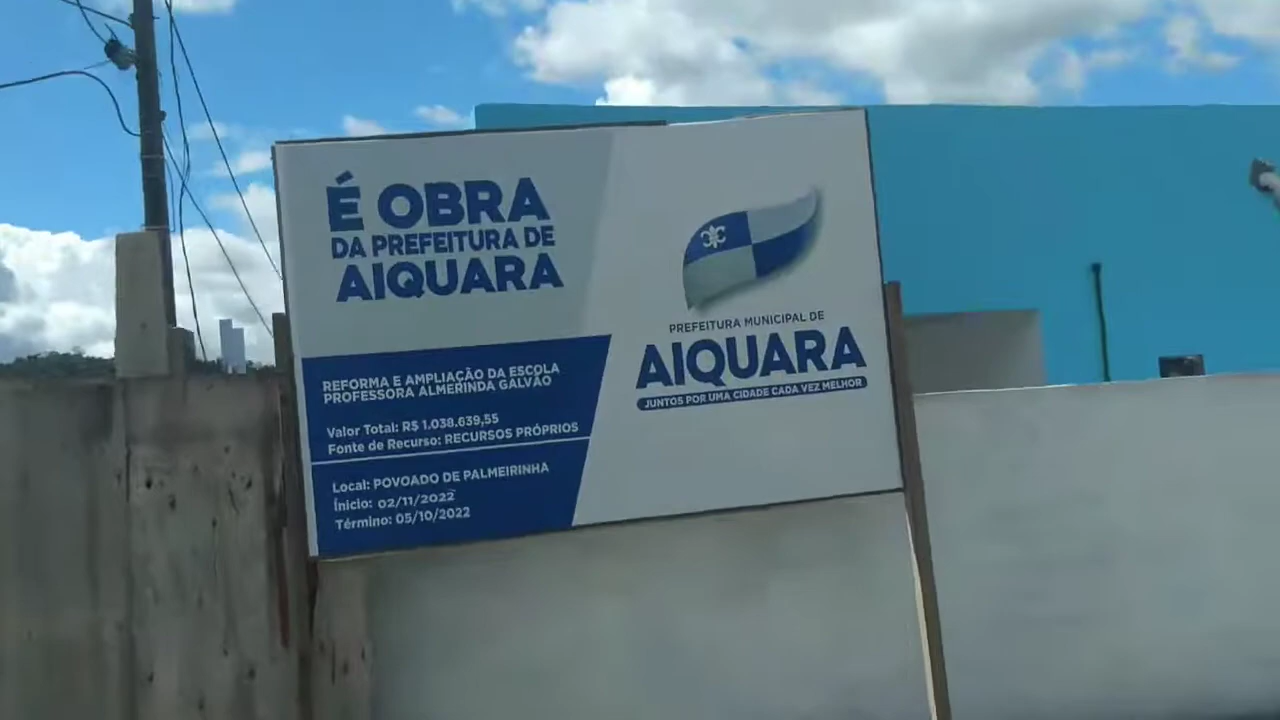 É OBRA
DA PREFEITURA DE
AIQUARA
REFORMA E AMPLIAÇÃO DA ESCOLA
PROFESSORA ALMERINDA GALVÃO
Valor Total: R$ 1.038.639,55
Fonte de Recurso: RECURSOS PRÓPRIOS
Local: POVOADO DE PALMEIRINHA
Ínicio: 02/11/2022
Término: 05/10/2022
PREFEITURA MUNICIPAL DE
AIQUARA
JUNTOS POR UMA CIDADE CADA VEZ MELHOR